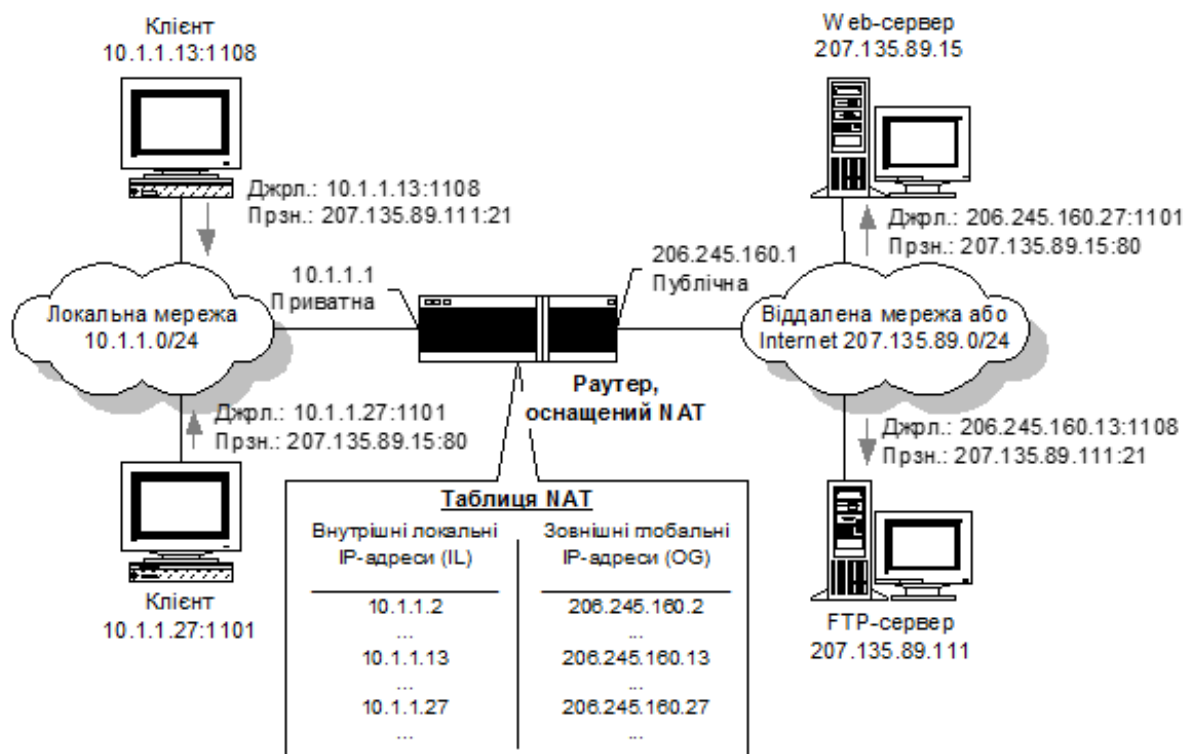 Клієнт
10.1.1.13:1108
Web-сервер
207.135.89.15
Джрл.: 10.1.1.13:1108
Прзн.: 207.135.89.111:21
Джрл.: 206.245.160.27:1101
Прзн.: 207.135.89.15:80
10.1.1.1
Приватна
206.245.160.1
Публічна
Локальна мережа
10.1.1.0/24
Віддалена мережа або
Internet 207.135.89.0/24
Раутер,
оснащений NAT
Джрл.: 10.1.1.27:1101
Прзн.: 207.135.89.15:80
Джрл.: 206.245.160.13:1108
Прзн.: 207.135.89.111:21
Клієнт
10.1.1.27:1101
FTP-сервер
207.135.89.111
Таблиця NAT
Внутрішні локальні
IP-адреси (IL)
Зовнішні глобальні
IP-адреси (OG)
10.1.1.2 206.245.160.2
... ...
10.1.1.13 206.245.160.13
... ...
10.1.1.27 206.245.160.27
... ...